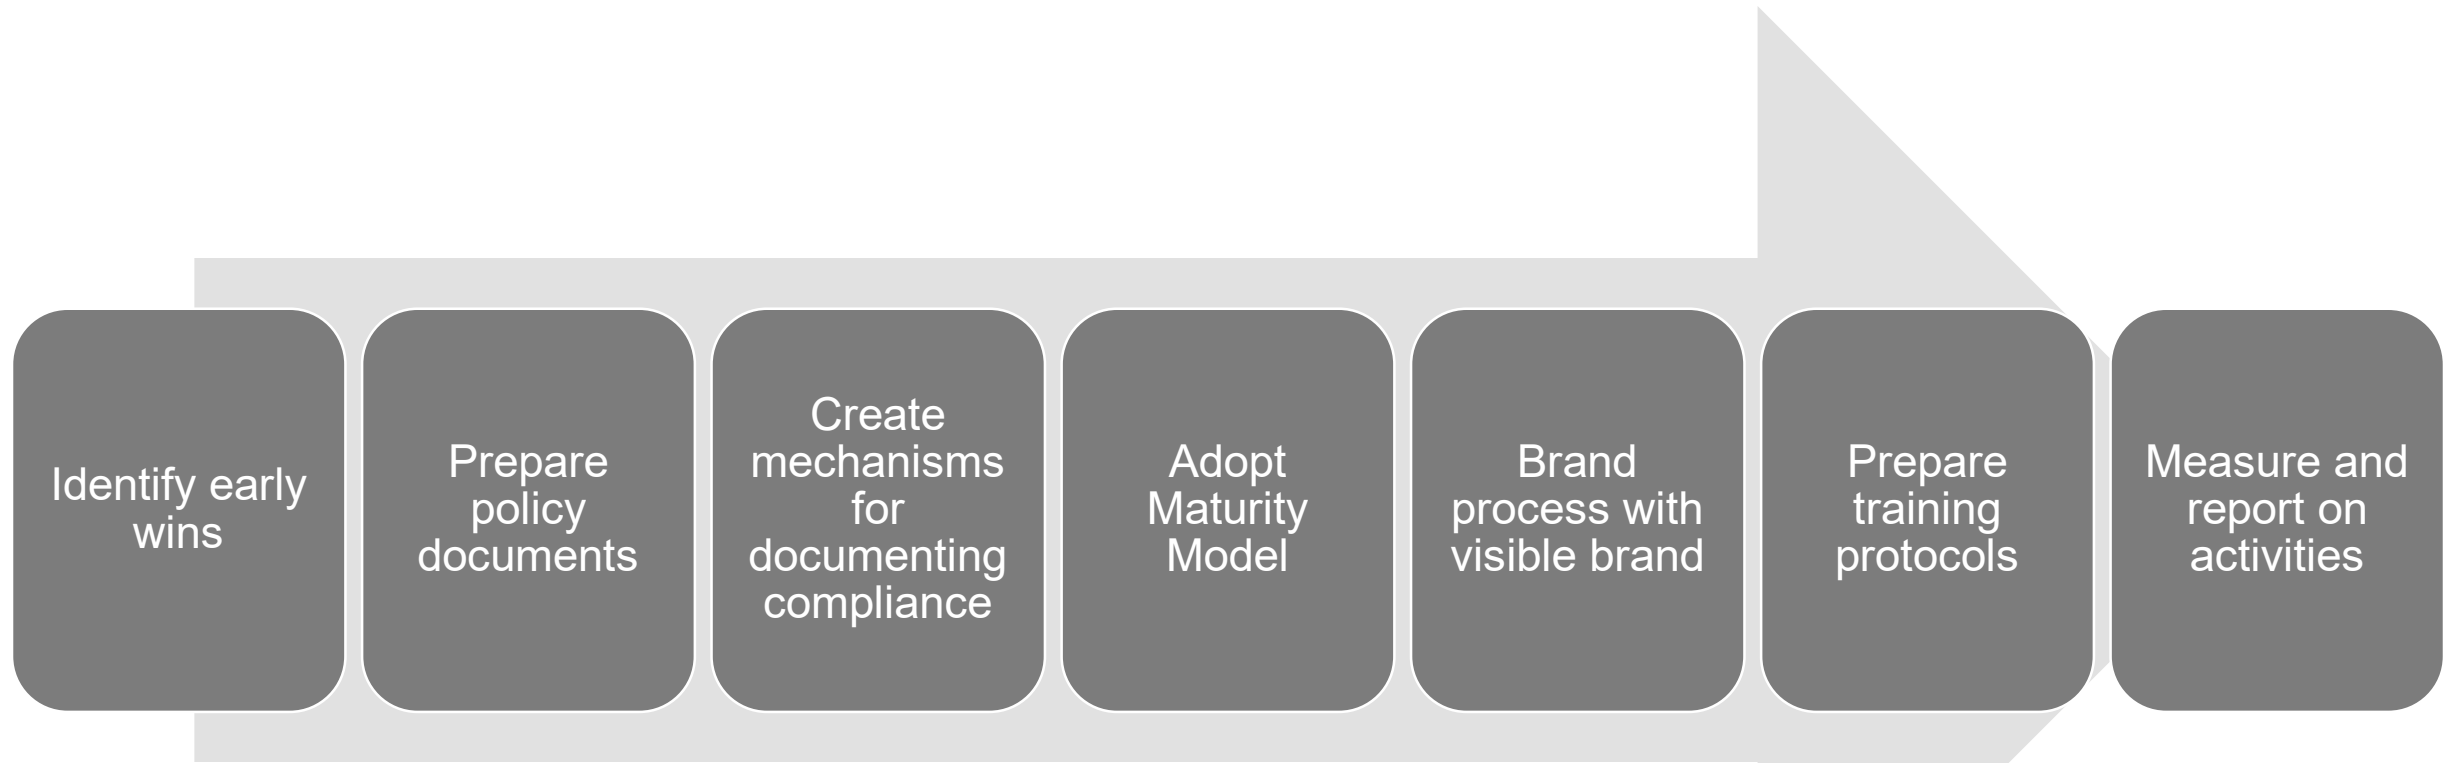 Identify early
wins
Prepare
policy
documents
Create
mechanisms
for
documenting
compliance
Adopt
Maturity
Model
Brand
process with
visible brand
Prepare
training
protocols
Measure and
report on
activities